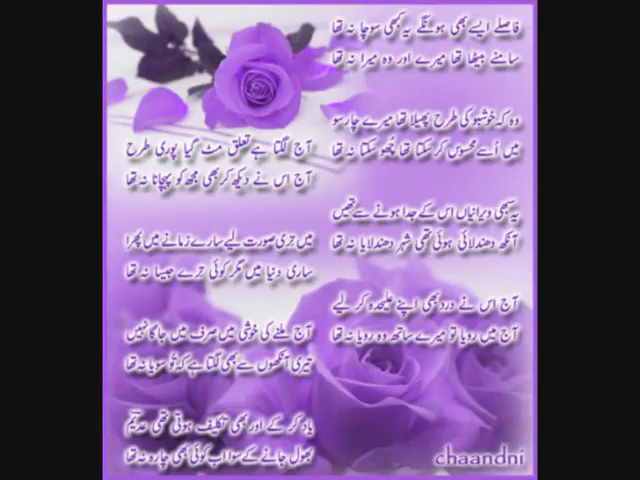 فاصلے ایسے بھی ہونگے یہ کبھی سوچا نہ تھا
سامنے بیٹھا تھا میرے اور وہ میرا نہ تھا
وہ کہ خوشبو کی طرح پھیلا تھا میرے چار سو
میں اُسے محسوس کر سکتا تھا چُھو سکتا نہ تھا
آج لگتا ہے تعلق مٹ گیا پوری طرح
آج اس نے دیکھ کر بھی مجھ کو پہچانا نہ تھا
یہ سبھی ویرانیاں اس کے جدا ہونے سے تھیں
آنکھ دھندلائی ہوئی تھی شہر دھندلایا نہ تھا
میں تری صورت لیے سارے زمانے میں پھرا
ساری دنیا میں مگر کوئی ترے جیسا نہ تھا
آج اس نے درد بھی اپنے علیحدہ کر لیے
آج میں رویا تو میرے ساتھ وہ رویا نہ تھا
آج ملنے کی خوشی میں صرف میں جاگا نہیں
تیری آنکھوں سے بھی لگتا ہے کہ تُو سویا نہ تھا
یاد کر کے اور بھی تکلیف ہوتی تھی عدیم
بھول جانے کے سوا اب کوئی بھی چارہ نہ تھا
chaandni